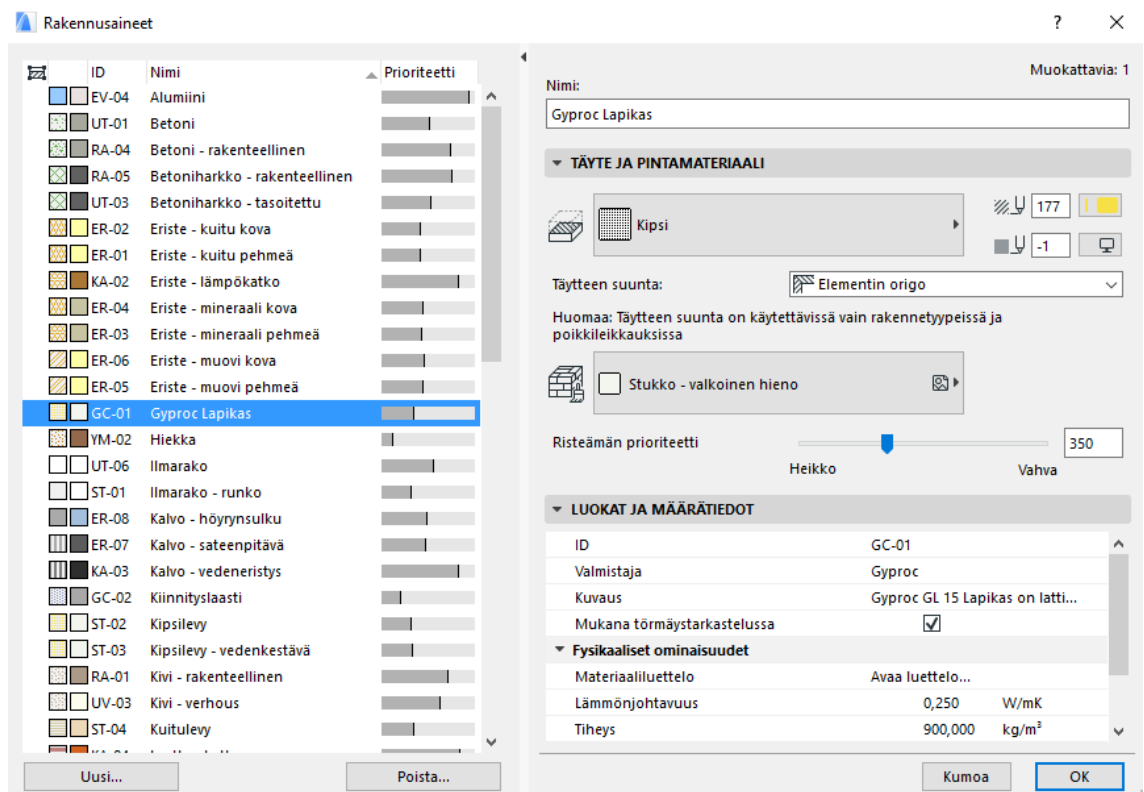 Rakennusaineet
ID Nimi Prioriteetti
EV-04 Alumiini
UT-01 Betoni
RA-04 Betoni - rakenteellinen
RA-05 Betoniharkko - rakenteellinen
UT-03 Betoniharkko - tasoitettu
ER-02 Eriste - kuitu kova
ER-01 Eriste - kuitu pehmeä
KA-02 Eriste - lämpökatko
ER-04 Eriste - mineraali kova
ER-03 Eriste - mineraali pehmeä
ER-06 Eriste - muovi kova
ER-05 Eriste - muovi pehmeä
GC-01 Gyproc Lapikas
YM-02 Hiekka
UT-06 Ilmarako
ST-01 Ilmarako - runko
ER-08 Kalvo - höyrynsulku
ER-07 Kalvo - sateenpitävä
KA-03 Kalvo - vedeneristys
GC-02 Kiinnityslaasti
ST-02 Kipsilevy
ST-03 Kipsilevy - vedenkestävä
RA-01 Kivi - rakenteellinen
UV-03 Kivi - verhous
ST-04 Kuitulevy
Uusi... Poista...
Muokattavia: 1
Nimi:
Gyproc Lapikas
TÄYTE JA PINTAMATERIAALI
Kipsi
177
-1
Täytteen suunta: Elementin origo
Huomaa: Täytteen suunta on käytettävissä vain rakennetyypeissä ja
poikkileikkauksissa
Stukko - valkoinen hieno
Risteämän prioriteetti 350
Heikko Vahva
LUOKAT JA MÄÄRÄTIEDOT
ID GC-01
Valmistaja Gyproc
Kuvaus Gyproc GL 15 Lapikas on latti...
Mukana törmäystarkastelussa
Fysikaaliset ominaisuudet
Materiaaliluettelo Avaa luettelo...
Lämmönjohtavuus 0,250 W/mK
Tiheys 900,000 kg/m³
Kumoa OK